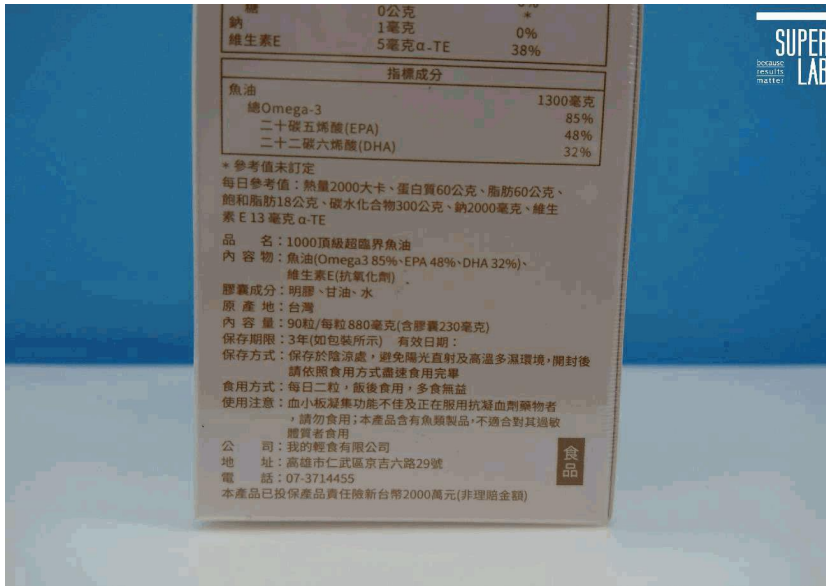 糖 0公克 *
鈉 1毫克 0%
維生素E 5毫克α-TE 38%
指標成分
魚油 1300毫克
總Omega-3 85%
二十碳五烯酸(EPA) 48%
二十二碳六烯酸(DHA) 32%
*參考值未訂定
每日參考值：熱量2000大卡、蛋白質60公克、脂肪60公克、
飽和脂肪18公克、碳水化合物300公克、鈉2000毫克、維生
素 E 13 毫克 α-TE
品 名：1000頂級超臨界魚油
內 容 物：魚油(Omega3 85%、EPA 48%、DHA 32%)、
維生素E(抗氧化劑)
膠囊成分：明膠、甘油、水
原 產 地：台灣
內 容 量：90粒/每粒880毫克(含膠囊230毫克)
保存期限：3年(如包裝所示) 有效日期：
保存方式：保存於陰涼處，避免陽光直射及高溫多濕環境，開封後
請依照食用方式盡速食用完畢
食用方式：每日二粒，飯後食用，多食無益
使用注意：血小板凝集功能不佳及正在服用抗凝血劑藥物者
，請勿食用；本產品含有魚類製品，不適合對其過敏
體質者食用
公 司：我的輕食有限公司
地 址：高雄市仁武區京吉六路29號
電 話：07-3714455
本產品已投保產品責任險新台幣2000萬元(非理賠金額)
食品
SUPER
because
results
matter
LAB